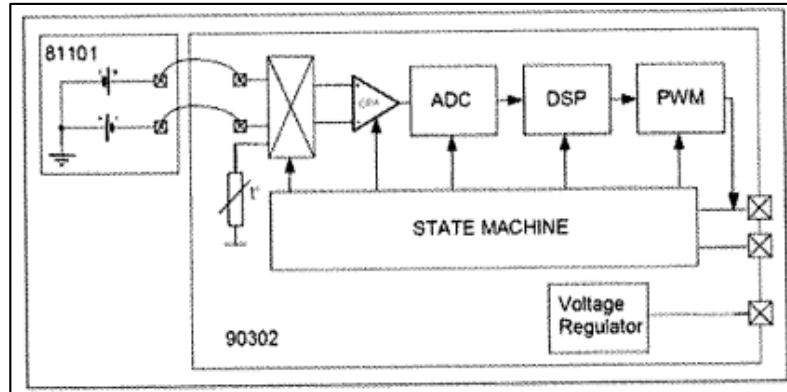 81101
OPA
ADC
DSP
PWM
t°
STATE MACHINE
Voltage
Regulator
90302